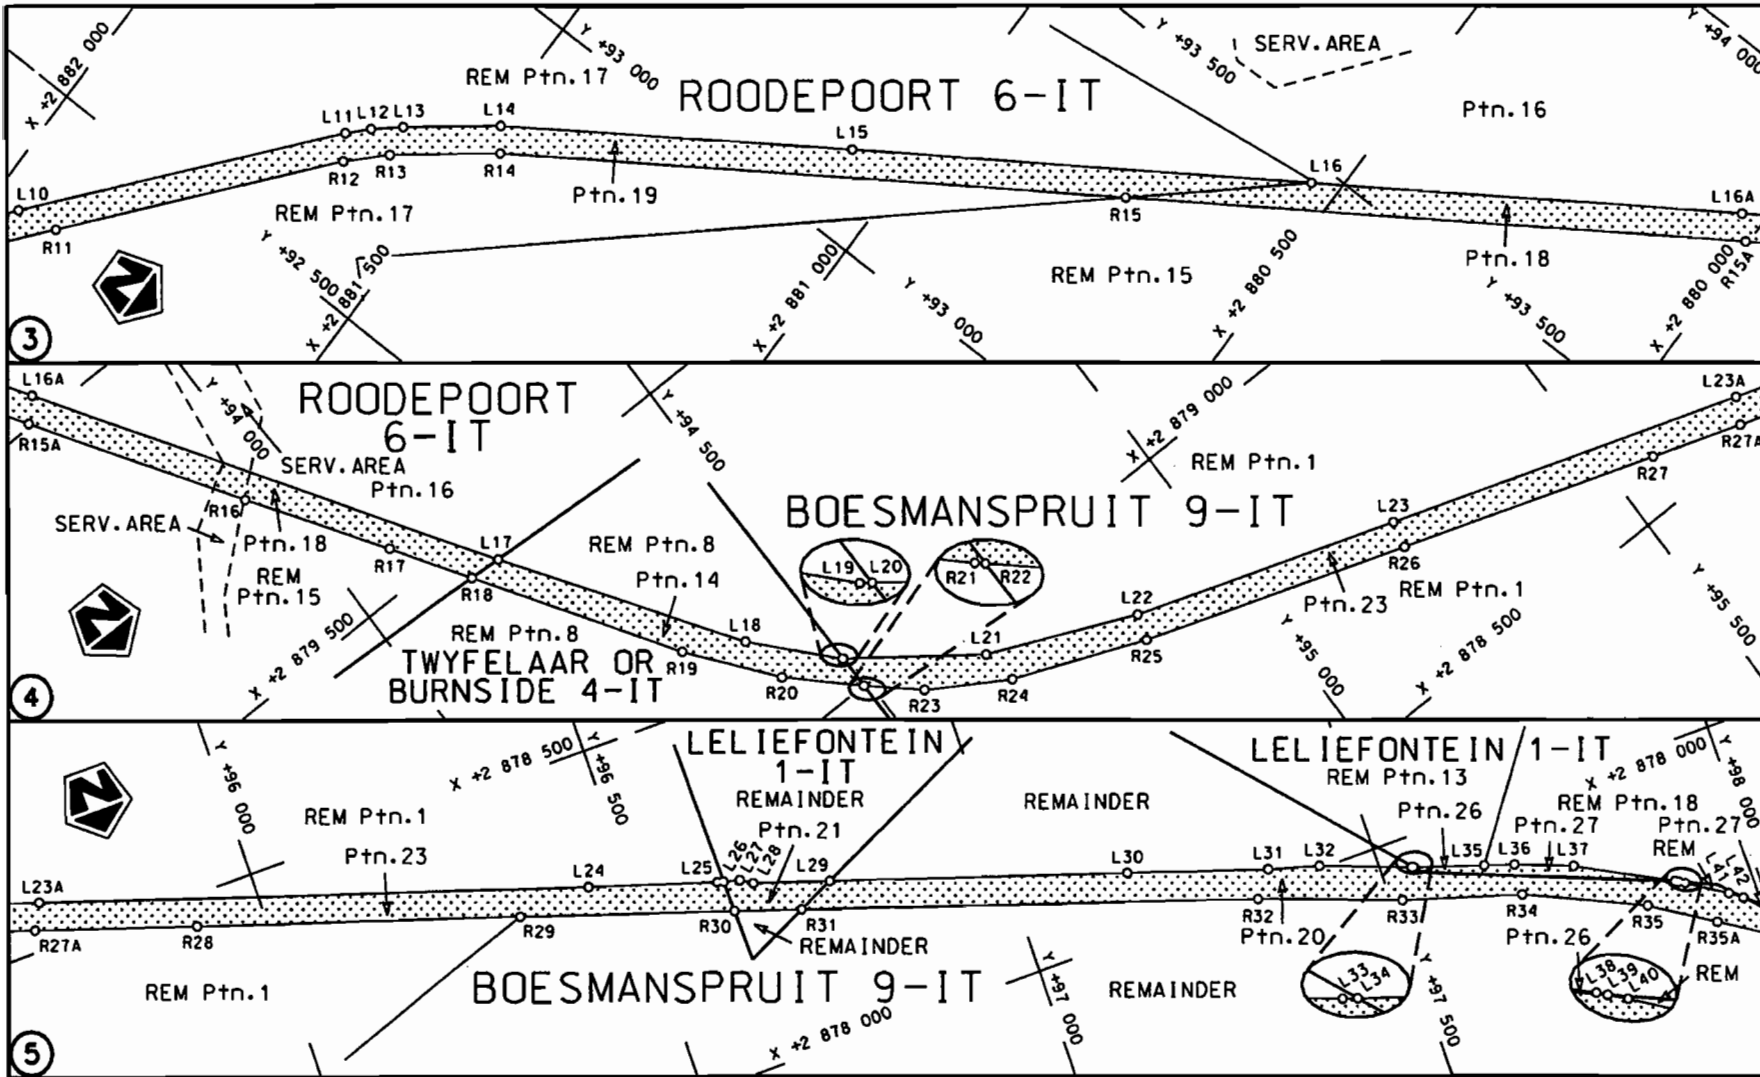 X +2 882 000
Y +93 000
Y +93 500
SERV.AREA
Y +94 000
REM Ptn.17
ROODEPOORT 6-IT
Ptn.16
L11 L12 L13
L14
L15
L16
L10
R12
R13
R14
Ptn.19
REM Ptn.17
R15
L16A
R11
Y +92 500
X +2 881 500
X +2 881 000
Y +93 000
REM Ptn.15
X +2 880 500
Ptn.18
Y +93 500
X +2 880 000
R15A
3
L16A
Y +94 000
ROODEPOORT
6-IT
Y +94 500
X +2 879 000
L23A
R15A
SERV.AREA
Ptn.16
REM Ptn.1
R27A
R27
R16
BOESMANSPRUIT 9-IT
L23
SERV.AREA
Ptn.18
L17
REM Ptn.8
R17
L19 L20
R21 R22
R26
REM
Ptn.15
R18
Ptn.14
Ptn.23
REM Ptn.1
Y +95 500
L22
X +2 879 500
REM Ptn.8
L18
L21
R25
Y +95 000
X +2 878 500
TWYFELAAR OR
BURNSIDE 4-IT
R19
R20
R23
R24
4
Y +96 000
X +2 878 500
Y +96 500
LELIEFONTEIN
1-IT
REMAINDER
LELIEFONTEIN 1-IT
REM Ptn.13
X +2 878 000
Y +98 000
REM Ptn.1
REMAINDER
Ptn.26
REM Ptn.18
Ptn.27
Ptn.27
REM
Ptn.23
Ptn.21
L23A
L24
L25
L26
L27
L28
L29
L30
L31
L32
L35
L36
L37
L41
L42
R27A
R28
R29
R30
R31
R32
R33
R34
R35
R35A
REMAINDER
Ptn.20
Ptn.26
REM Ptn.1
BOESMANSPRUIT 9-IT
Y +97 000
REMAINDER
L33
L34
Y +97 500
L38
L39
L40
REM
X +2 878 000
5